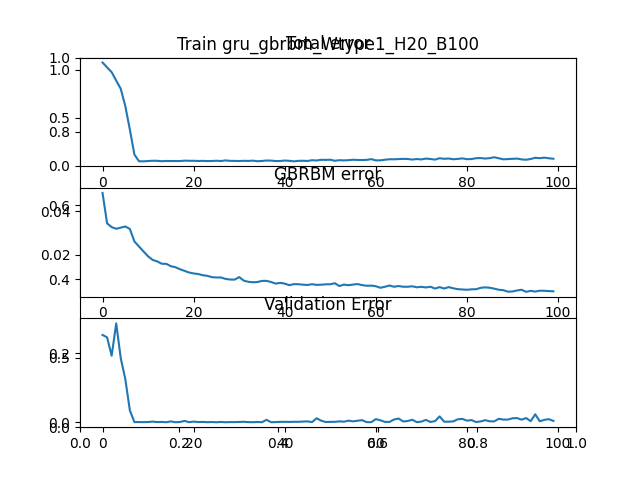 Train gru_gbrbm_Wtype1_H20_B100
Total error
1.0
1.0
0.5
0.8
0.0
0 20 40 60 80 100
GBRBM error
0.6
0.04
0.02
0.4
0 20 40 60 80 100
Validation Error
0.2
0.5
0.0
0.0
0.0 0 0.2 20 0.4 40 0.6 60 80 0.8 100 1.0